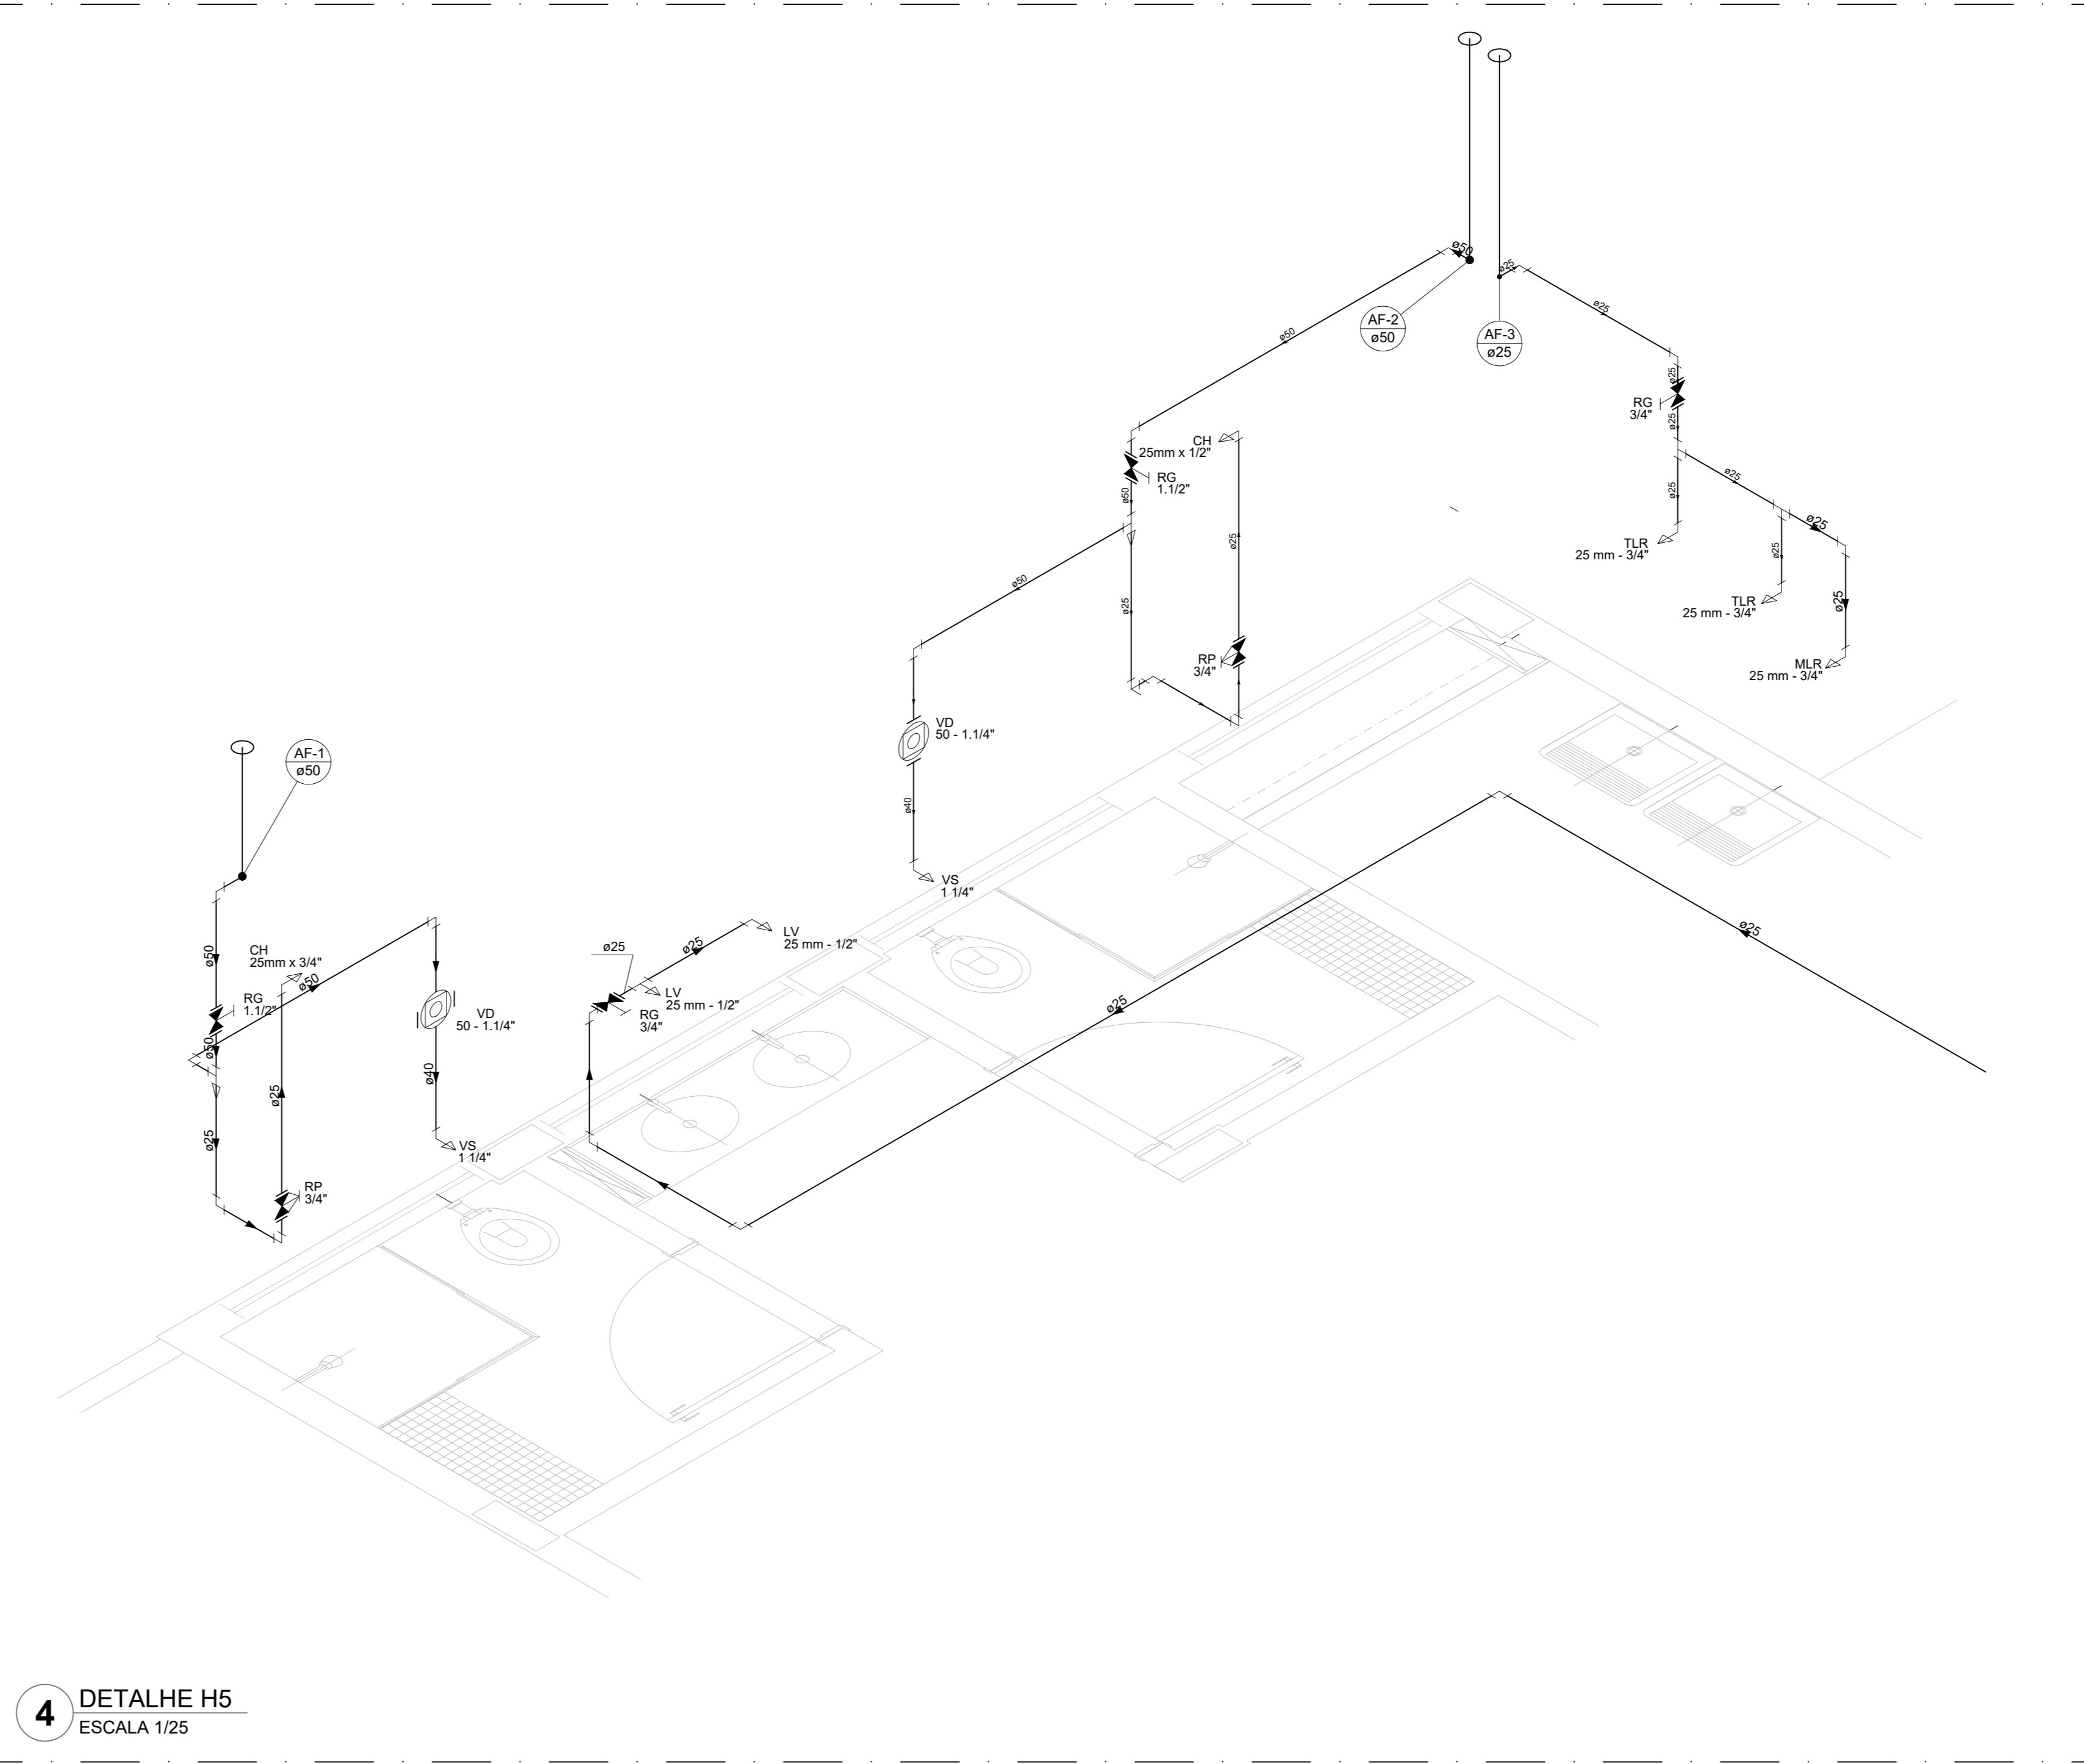 ø50
ø25
AF-2
ø50
AF-3
ø25
ø25
ø50
ø25
RG
3/4"
ø25
CH
25mm x 1/2"
RG
1.1/2"
ø50
ø25
ø25
ø25
ø25
TLR
25 mm - 3/4"
ø25
ø25
ø50
ø25
TLR
25 mm - 3/4"
ø25
RP
3/4"
MLR
25 mm - 3/4"
VD
50 - 1.1/4"
AF-1
ø50
ø40
VS
1 1/4"
ø25
LV
25 mm - 1/2"
ø25
ø25
ø50
CH
25mm x 3/4"
ø50
RG
1.1/2"
LV
25 mm - 1/2"
RG
3/4"
VD
50 - 1.1/4"
ø25
ø50
ø40
ø25
ø25
VS
1 1/4"
RP
3/4"
4
DETALHE H5
ESCALA 1/25